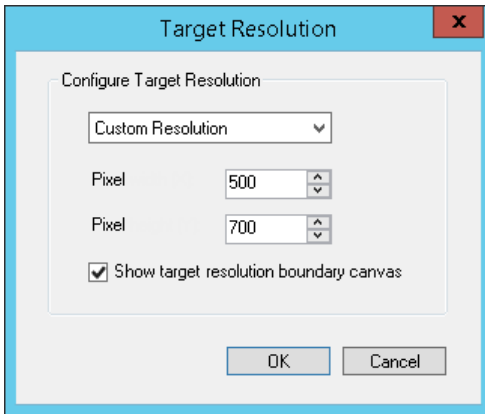 Target Resolution
x
Configure Target Resolution
Custom Resolution
Pixel 500
Pixel 700
Show target resolution boundary canvas
OK Cancel